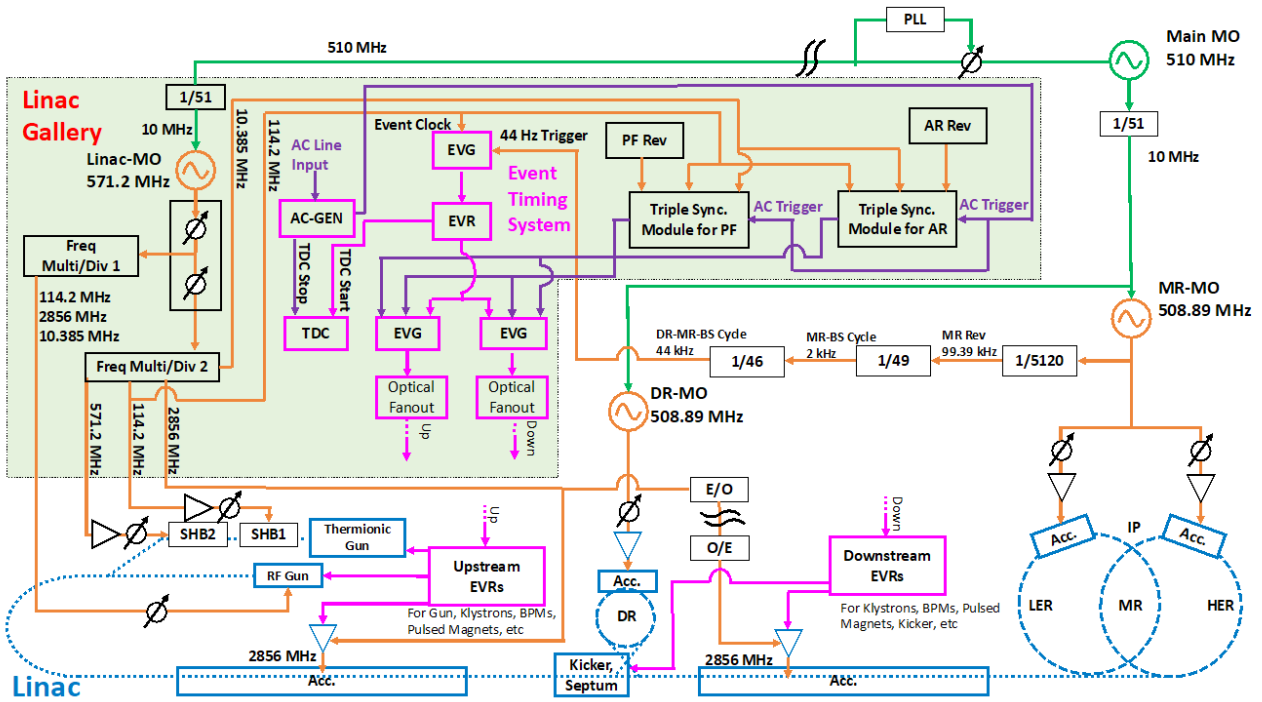 PLL
Main MO
510 MHz
510 MHz
Linac
Gallery
1/51
10 MHz
Linac-MO
571.2 MHz
10.385 MHz
114.2 MHz
Event Clock
EVG
44 Hz Trigger
AC Line
Input
Event
Timing
System
AC-GEN
EVR
TDC Stop
TDC Start
TDC
EVG
EVG
Optical
Fanout
Optical
Fanout
Up
Down
PF Rev
AR Rev
Triple Sync.
Module for PF
AC Trigger
Triple Sync.
Module for AR
AC Trigger
1/51
10 MHz
Freq
Multi/Div 1
114.2 MHz
2856 MHz
10.385 MHz
Freq Multi/Div 2
571.2 MHz
114.2 MHz
2856 MHz
MR-MO
508.89 MHz
DR-MR-BS Cycle
44 kHz
1/46
MR-BS Cycle
2 kHz
1/49
MR Rev
99.39 kHz
1/5120
DR-MO
508.89 MHz
E/O
O/E
SHB2
SHB1
Thermionic
Gun
RF Gun
Up
Upstream
EVRs
For Gun, Klystrons, BPMs,
Pulsed Magnets, etc
Acc.
DR
Down
Downstream
EVRs
For Klystrons, BPMs, Pulsed
Magnets, Kicker, etc
Acc.
IP
Acc.
LER
MR
HER
2856 MHz
Acc.
Kicker,
Septum
2856 MHz
Acc.
Linac